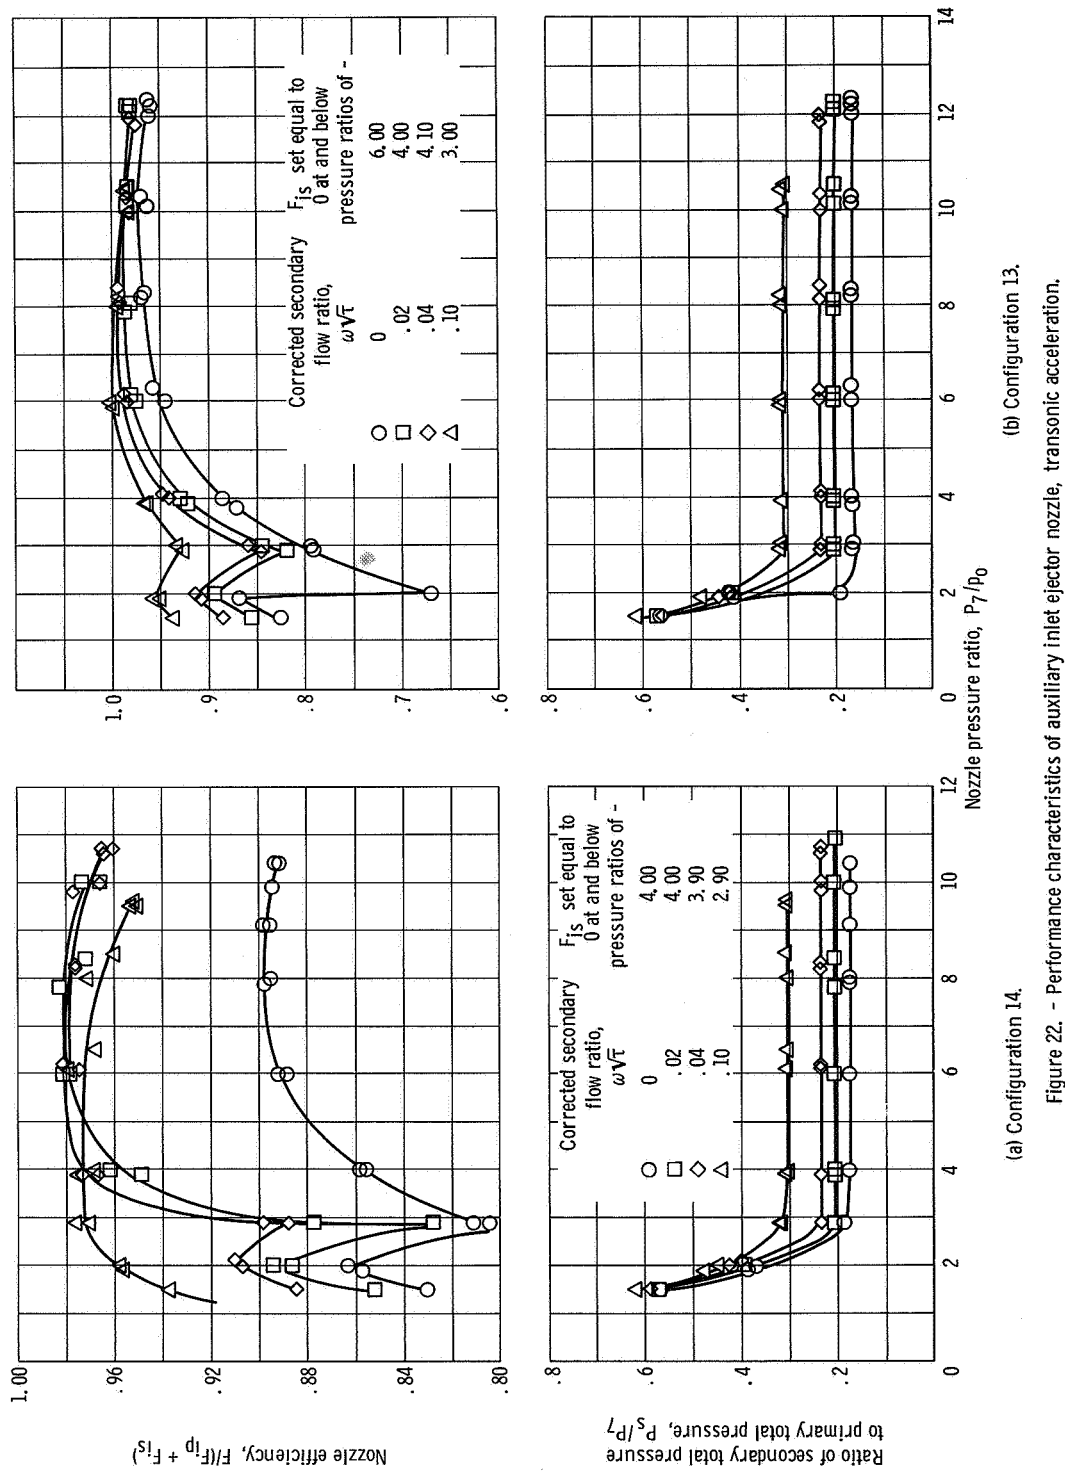 1.00
.96
.92
.88
.84
.80
Nozzle efficiency, F/(Fip + Fis)
.8
.6
.4
.2
Ratio of secondary total pressure
to primary total pressure, Ps/P7
0
2
4
6
8
10
12
Corrected secondary
flow ratio,
ω√τ
Fis set equal to
0 at and below
pressure ratios of -
0 4.00
.02 4.00
.04 3.90
.10 2.90
(a) Configuration 14.
1.0
.9
.8
.7
.6
Corrected secondary
flow ratio,
ω√τ
Fis set equal to
0 at and below
pressure ratios of -
0 6.00
.02 4.00
.04 4.10
.10 3.00
.8
.6
.4
.2
0
2
4
6
8
10
12
14
Nozzle pressure ratio, P7/p0
(b) Configuration 13.
Figure 22. - Performance characteristics of auxiliary inlet ejector nozzle, transonic acceleration.